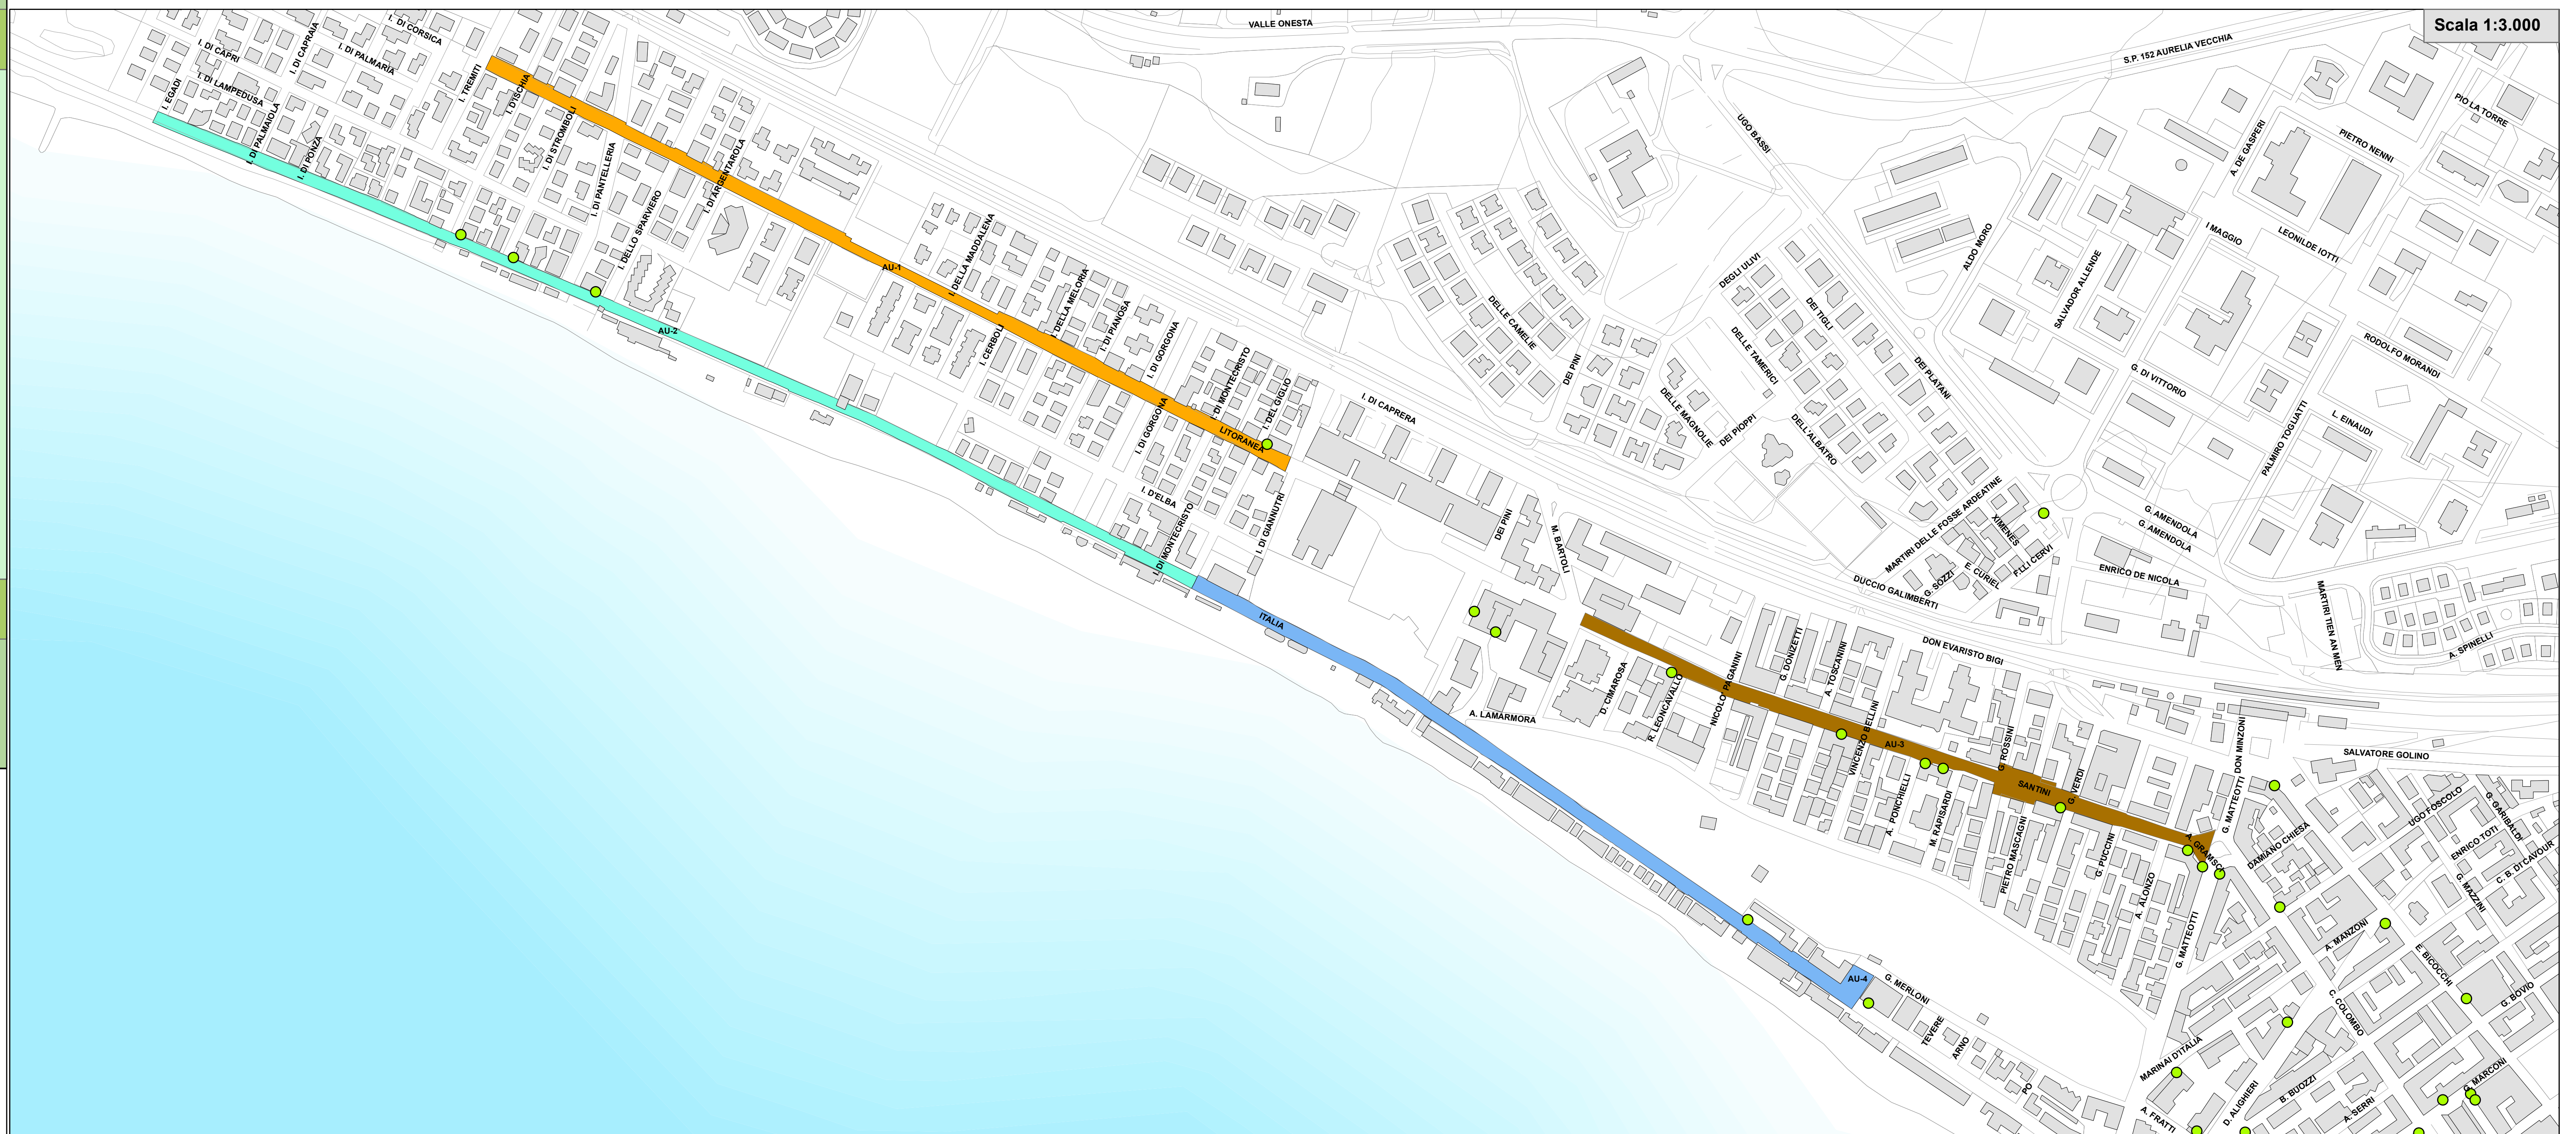 Scala 1:3.000
VALLE ONESTA
S.P. 152 AURELIA VECCHIA
I. DI CORSICA
I. DI CAPRAIA
I. DI CAPRI
I. DI PALMARIA
I. TREMITI
I. D'ISCHIA
I. EGADI
I. DI LAMPEDUSA
I. DI PALMAIOLA
I. DI PONZA
I. DI STROMBOLI
I. DI PANTELLERIA
I. DI ARGENTAROLA
I. DELLO SPARVIERO
UGO BASSI
A. DE GASPERI
PIO LA TORRE
PIETRO NENNI
I MAGGIO
LEONILDE IOTTI
ALDO MORO
SALVADOR ALLENDE
AU-1
I. DELLA MADDALENA
I. DELLA MELORIA
I. DI PIANOSA
I. CERBOLI
I. DI GORGONA
I. DI GORGONA
I. DI MONTECRISTO
I. DEL GIGLIO
LITORANEA
I. DI CAPRERA
AU-2
DELLE CAMELIE
DEI PINI
DEGLI ULIVI
DEI TIGLI
DELLE TAMERICI
DEI PLATANI
DELLE MAGNOLIE
DEI PIOPPI
DELL'ALBATRO
G. DI VITTORIO
RODOLFO MORANDI
L. EINAUDI
PALMIRO TOGLIATTI
I. D'ELBA
I. DI MONTECRISTO
I. DI GIANNUTRI
DEI PINI
M. BARTOLI
MARTIRI DELLE FOSSE ARDEATINE
XIMENES
G. AMENDOLA
G. AMENDOLA
F.LLI CERVI
E. CURIEL
G. SOZZI
DUCCIO GALIMBERTI
ENRICO DE NICOLA
MARTIRI TIEN AN MEN
A. SPINELLI
ITALIA
DON EVARISTO BIGI
G. DONIZETTI
A. TOSCANINI
NICOLO' PAGANINI
D. CIMAROSA
R. LEONCAVALLO
A. LAMARMORA
VINCENZO BELLINI
AU-3
G. ROSSINI
SANTINI
G. VERDI
A. PONCHIELLI
M. RAPISARDI
PIETRO MASCAGNI
G. PUCCINI
A. ALONZO
G. MATTEOTTI
G. MATTEOTTI
DON MINZONI
SALVATORE GOLINO
A. GRAMSCI
DAMIANO CHIESA
UGO FOSCOLO
G. GARIBALDI
ENRICO TOTI
C. B. DI CAVOUR
G. MAZZINI
A. MANZONI
E. BICOCCHI
G. BOVIO
C. COLOMBO
AU-4
G. MERLONI
TEVERE
ARNO
PO
MARINAI D'ITALIA
A. FRATTI
D. ALIGHIERI
B. BUOZZI
A. SERRI
G. MARCONI